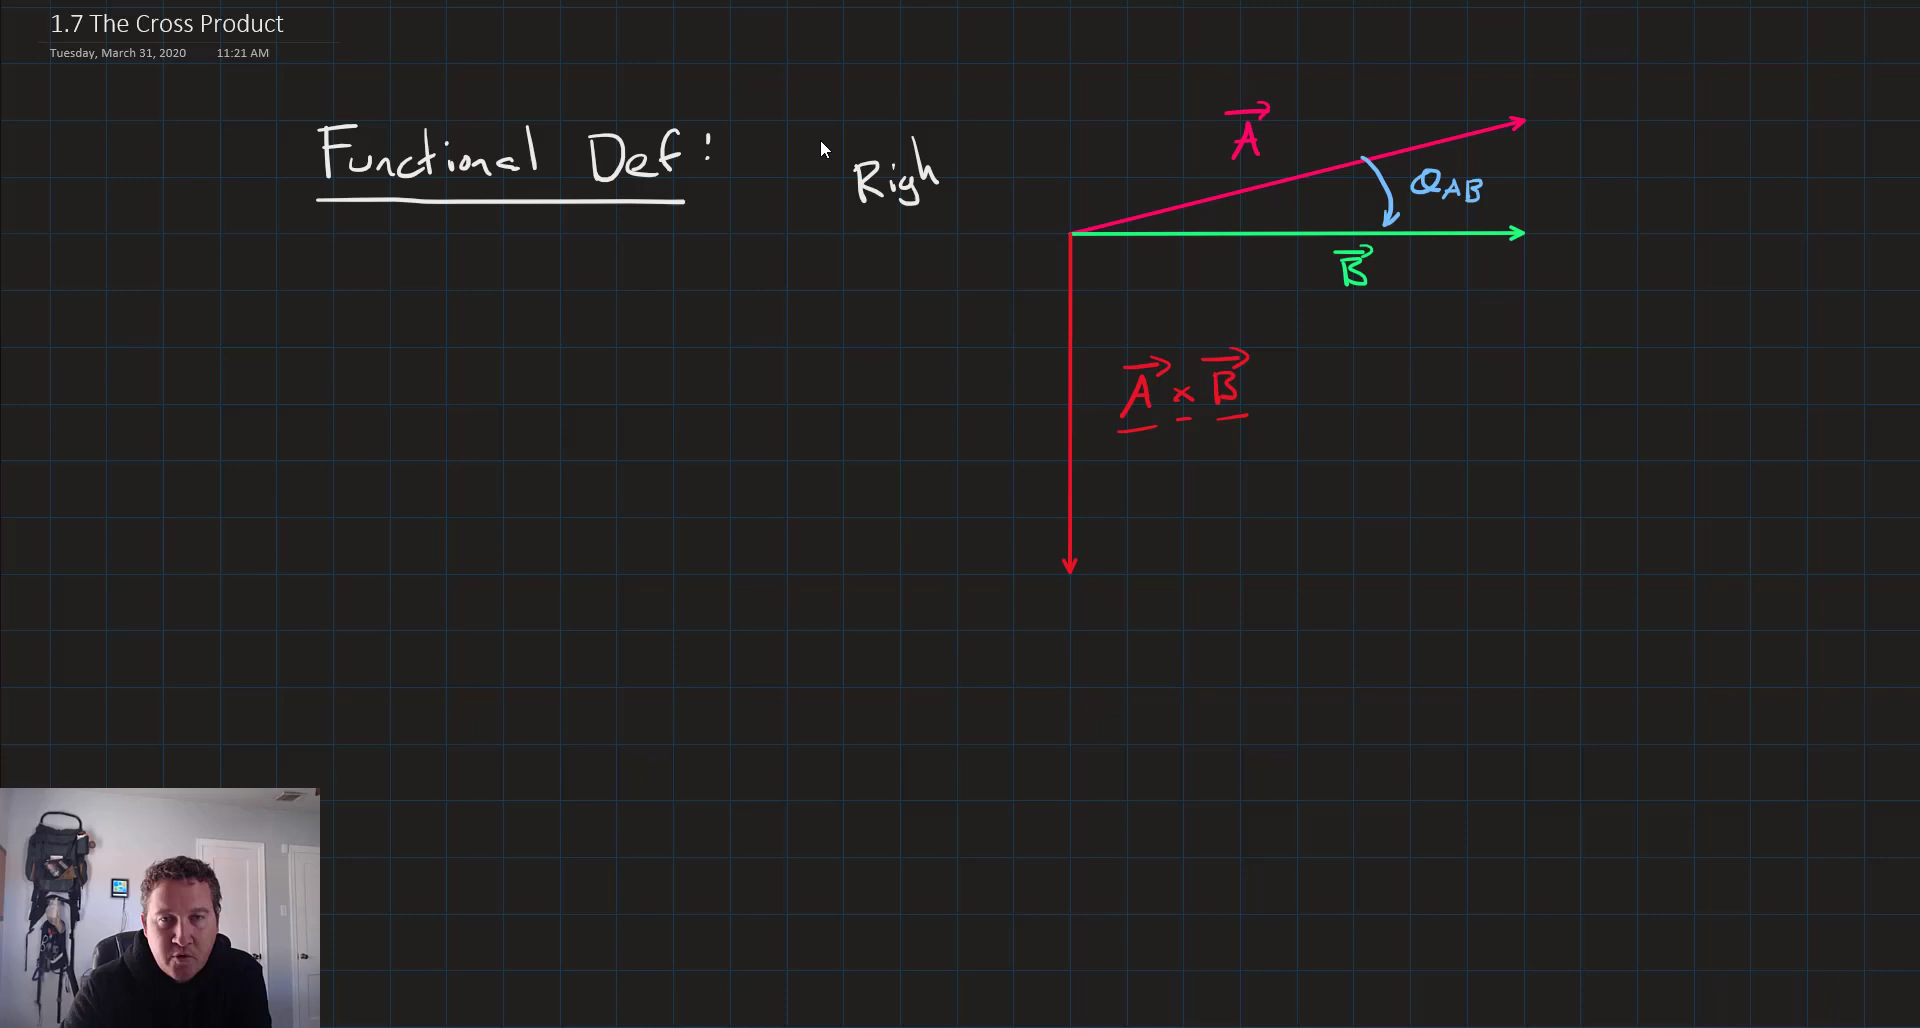 1.7 The Cross Product
Tuesday, March 31, 2020 11:21 AM
Functional Def:
Righ
A
θAB
B
A × B